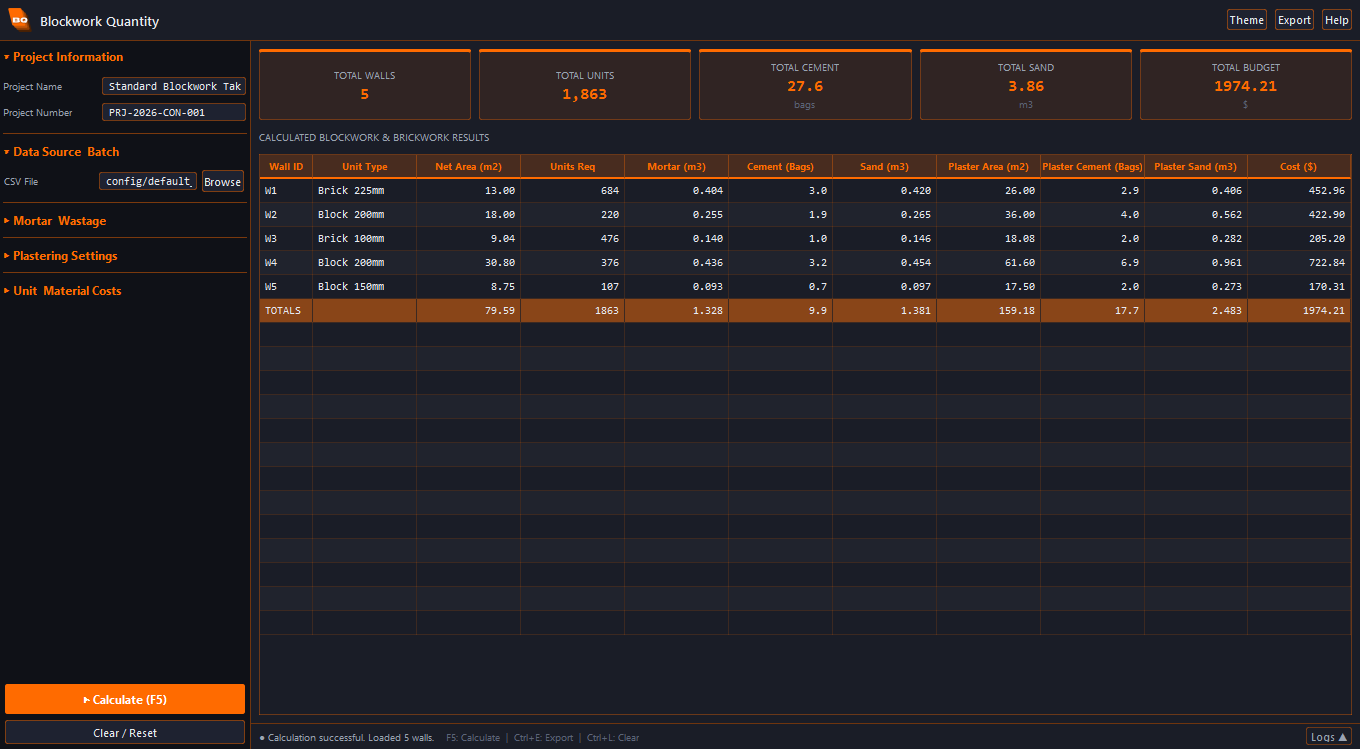 Blockwork Quantity
Theme Export Help
Project Information
Project Name Standard Blockwork Tak
Project Number PRJ-2026-CON-001
Data Source Batch
CSV File config/default_ Browse
Mortar Wastage
Plastering Settings
Unit Material Costs
Calculate (F5)
Clear / Reset
TOTAL WALLS
5
TOTAL UNITS
1,863
TOTAL CEMENT
27.6
bags
TOTAL SAND
3.86
m3
TOTAL BUDGET
1974.21
$
CALCULATED BLOCKWORK & BRICKWORK RESULTS
Wall ID Unit Type Net Area (m2) Units Req Mortar (m3) Cement (Bags) Sand (m3) Plaster Area (m2) Plaster Cement (Bags) Plaster Sand (m3) Cost ($)
W1 Brick 225mm 13.00 684 0.404 3.0 0.420 26.00 2.9 0.406 452.96
W2 Block 200mm 18.00 220 0.255 1.9 0.265 36.00 4.0 0.562 422.90
W3 Brick 100mm 9.04 476 0.140 1.0 0.146 18.08 2.0 0.282 205.20
W4 Block 200mm 30.80 376 0.436 3.2 0.454 61.60 6.9 0.961 722.84
W5 Block 150mm 8.75 107 0.093 0.7 0.097 17.50 2.0 0.273 170.31
TOTALS 79.59 1863 1.328 9.9 1.381 159.18 17.7 2.483 1974.21
Calculation successful. Loaded 5 walls. F5: Calculate | Ctrl+E: Export | Ctrl+L: Clear
Logs ▲